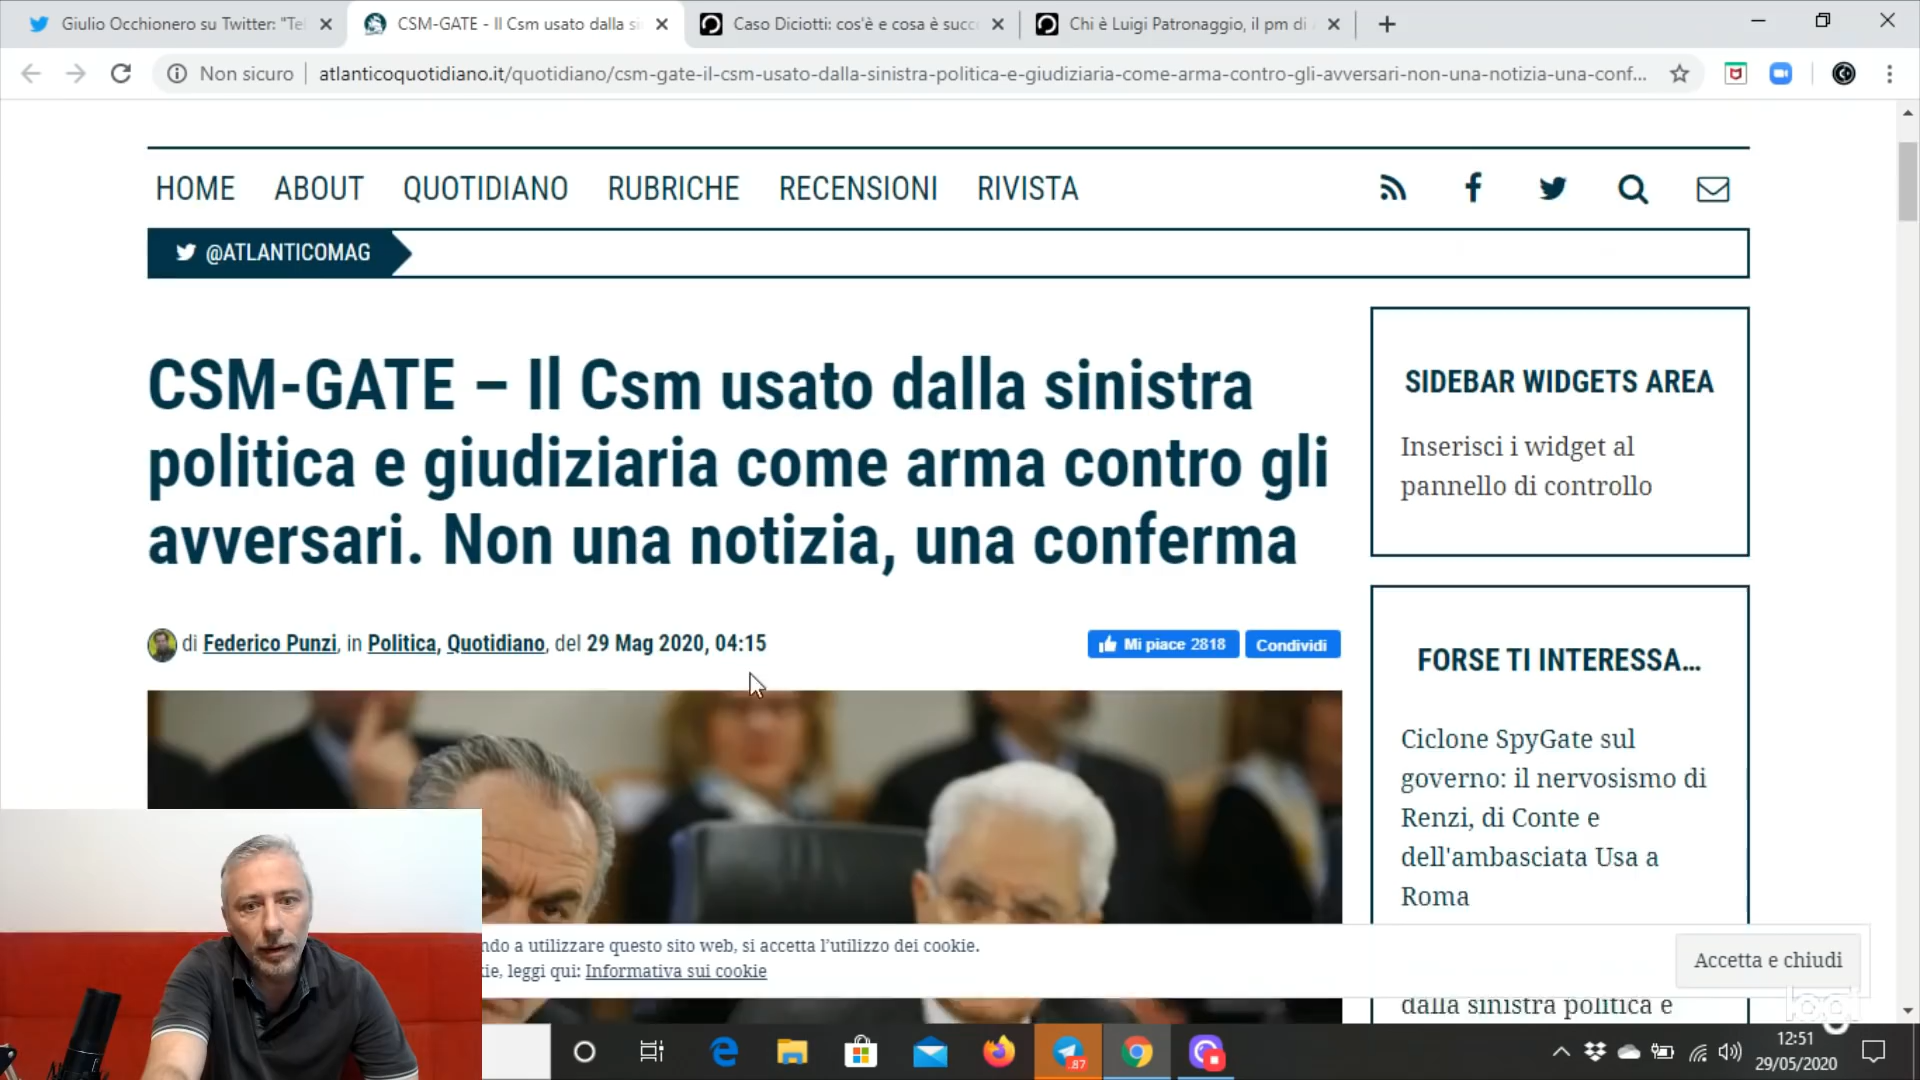 Giulio Occhionero su Twitter: "Tel
CSM-GATE - Il Csm usato dalla si
Caso Diciotti: cos'è e cosa è succ
Chi è Luigi Patronaggio, il pm di
Non sicuro
atlanticoquotidiano.it/quotidiano/csm-gate-il-csm-usato-dalla-sinistra-politica-e-giudiziaria-come-arma-contro-gli-avversari-non-una-notizia-una-conf...
HOME ABOUT QUOTIDIANO RUBRICHE RECENSIONI RIVISTA
@ATLANTICOMAG
CSM-GATE – Il Csm usato dalla sinistra
politica e giudiziaria come arma contro gli
avversari. Non una notizia, una conferma
di Federico Punzi, in Politica, Quotidiano, del 29 Mag 2020, 04:15
Mi piace 2818 Condividi
SIDEBAR WIDGETS AREA
Inserisci i widget al
pannello di controllo
FORSE TI INTERESSA...
Ciclone SpyGate sul
governo: il nervosismo di
Renzi, di Conte e
dell'ambasciata Usa a
Roma
dalla sinistra politica e
ndo a utilizzare questo sito web, si accetta l'utilizzo dei cookie.
kie, leggi qui: Informativa sui cookie
Accetta e chiudi
logi
87
12:51
29/05/2020